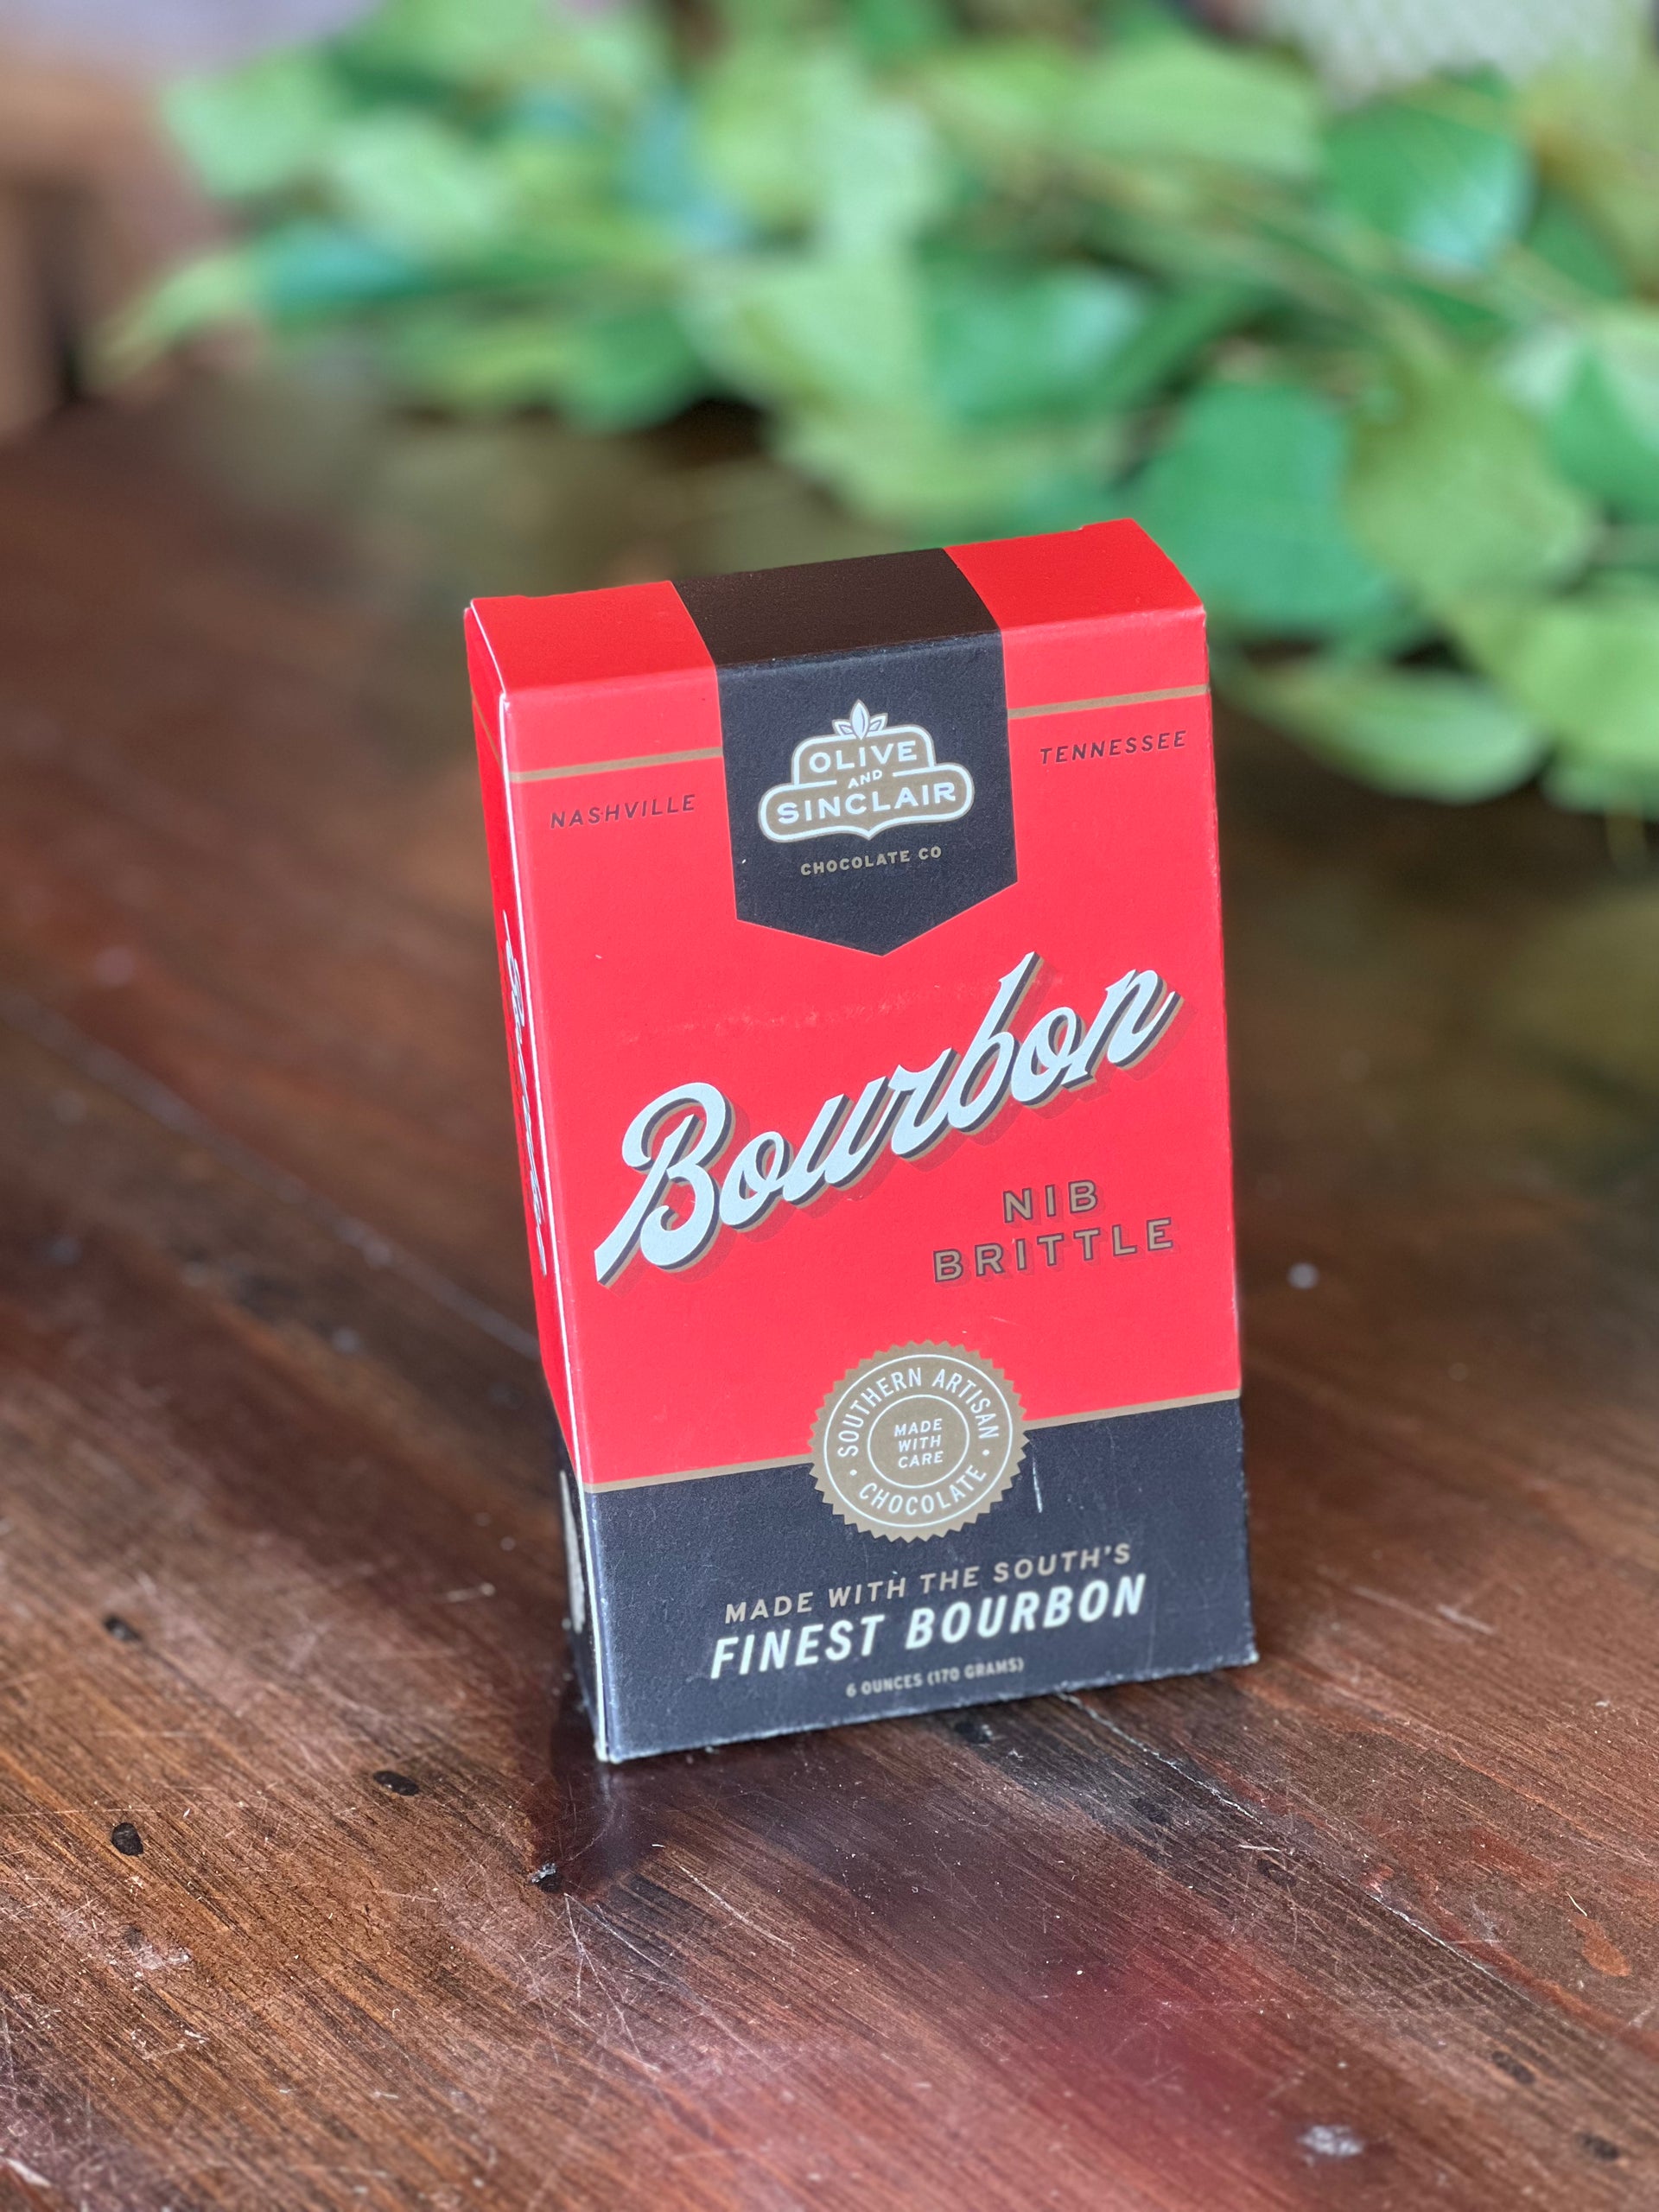 OLIVE
AND
SINCLAIR
CHOCOLATE CO
NASHVILLE
TENNESSEE
Bourbon
NIB
BRITTLE
SOUTHERN ARTISAN
• CHOCOLATE •
MADE
WITH
CARE
MADE WITH THE SOUTH'S
FINEST BOURBON
6 OUNCES (170 GRAMS)